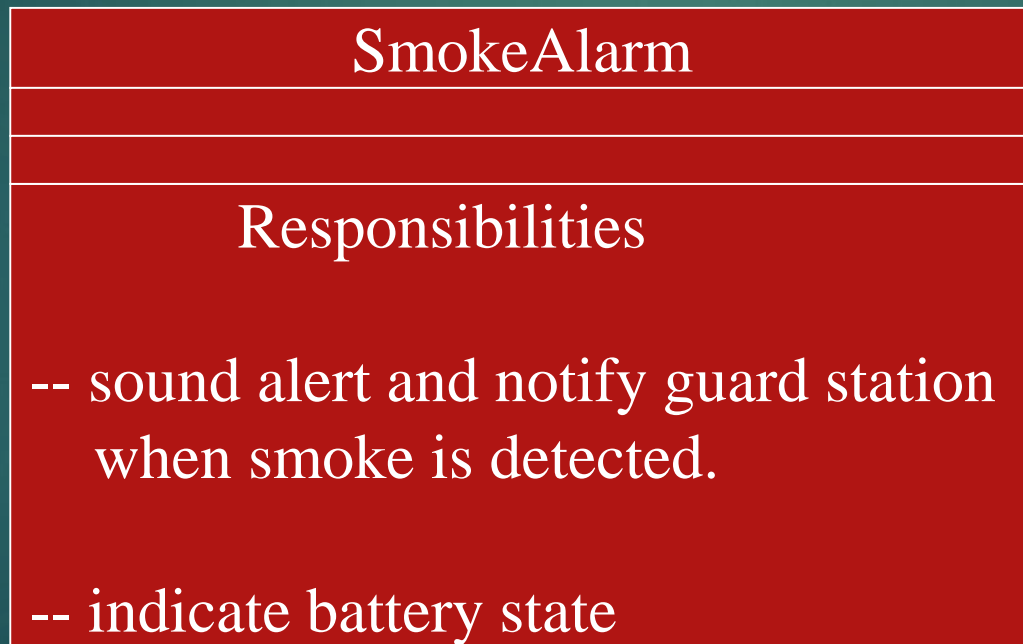 SmokeAlarm
Responsibilities
-- sound alert and notify guard station
when smoke is detected.
-- indicate battery state